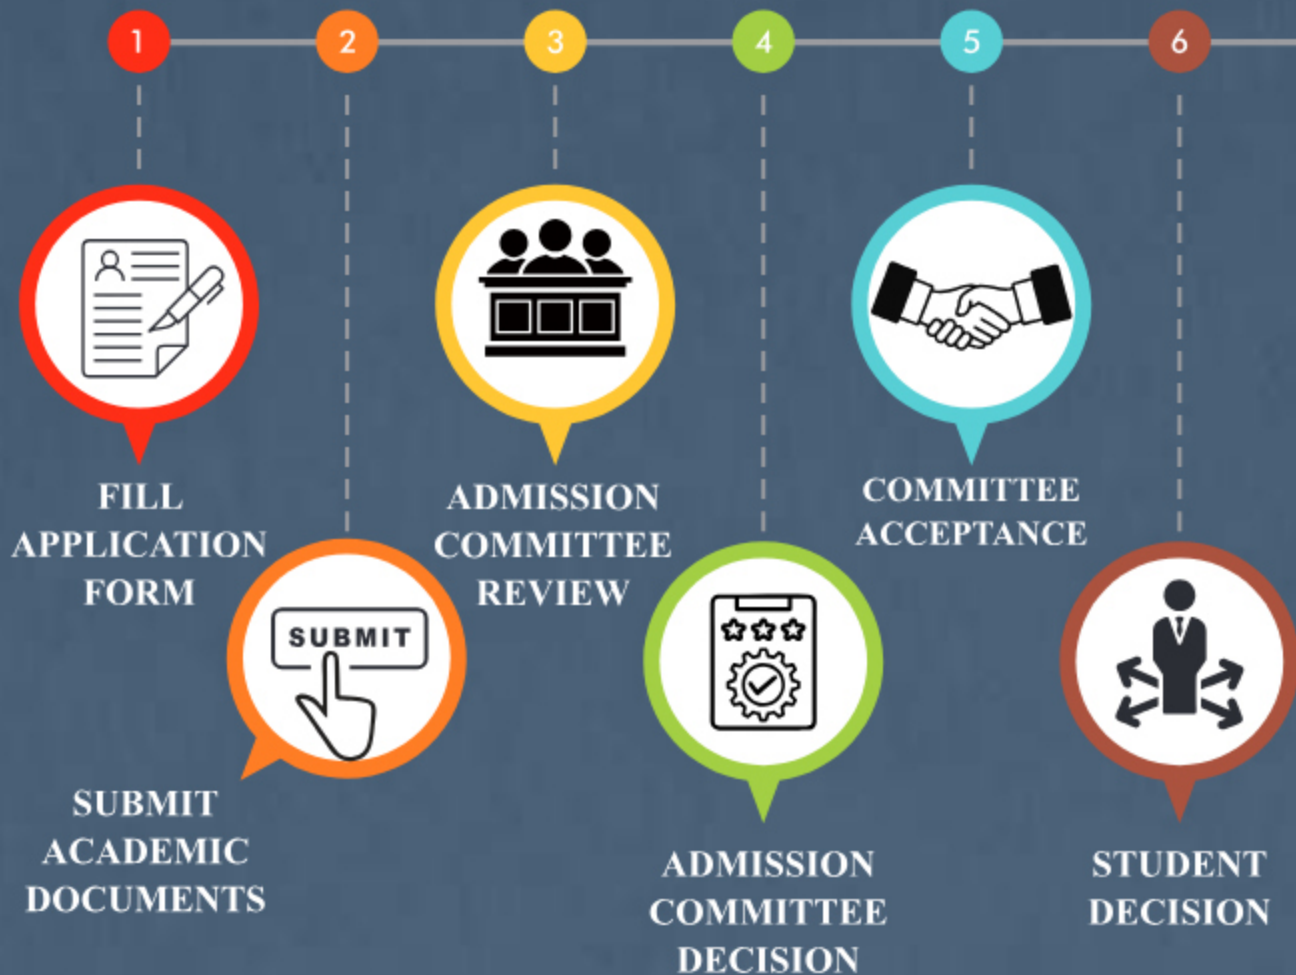 1
2
3
4
5
6
FILL
APPLICATION
FORM
SUBMIT
SUBMIT
ACADEMIC
DOCUMENTS
ADMISSION
COMMITTEE
REVIEW
ADMISSION
COMMITTEE
DECISION
COMMITTEE
ACCEPTANCE
STUDENT
DECISION